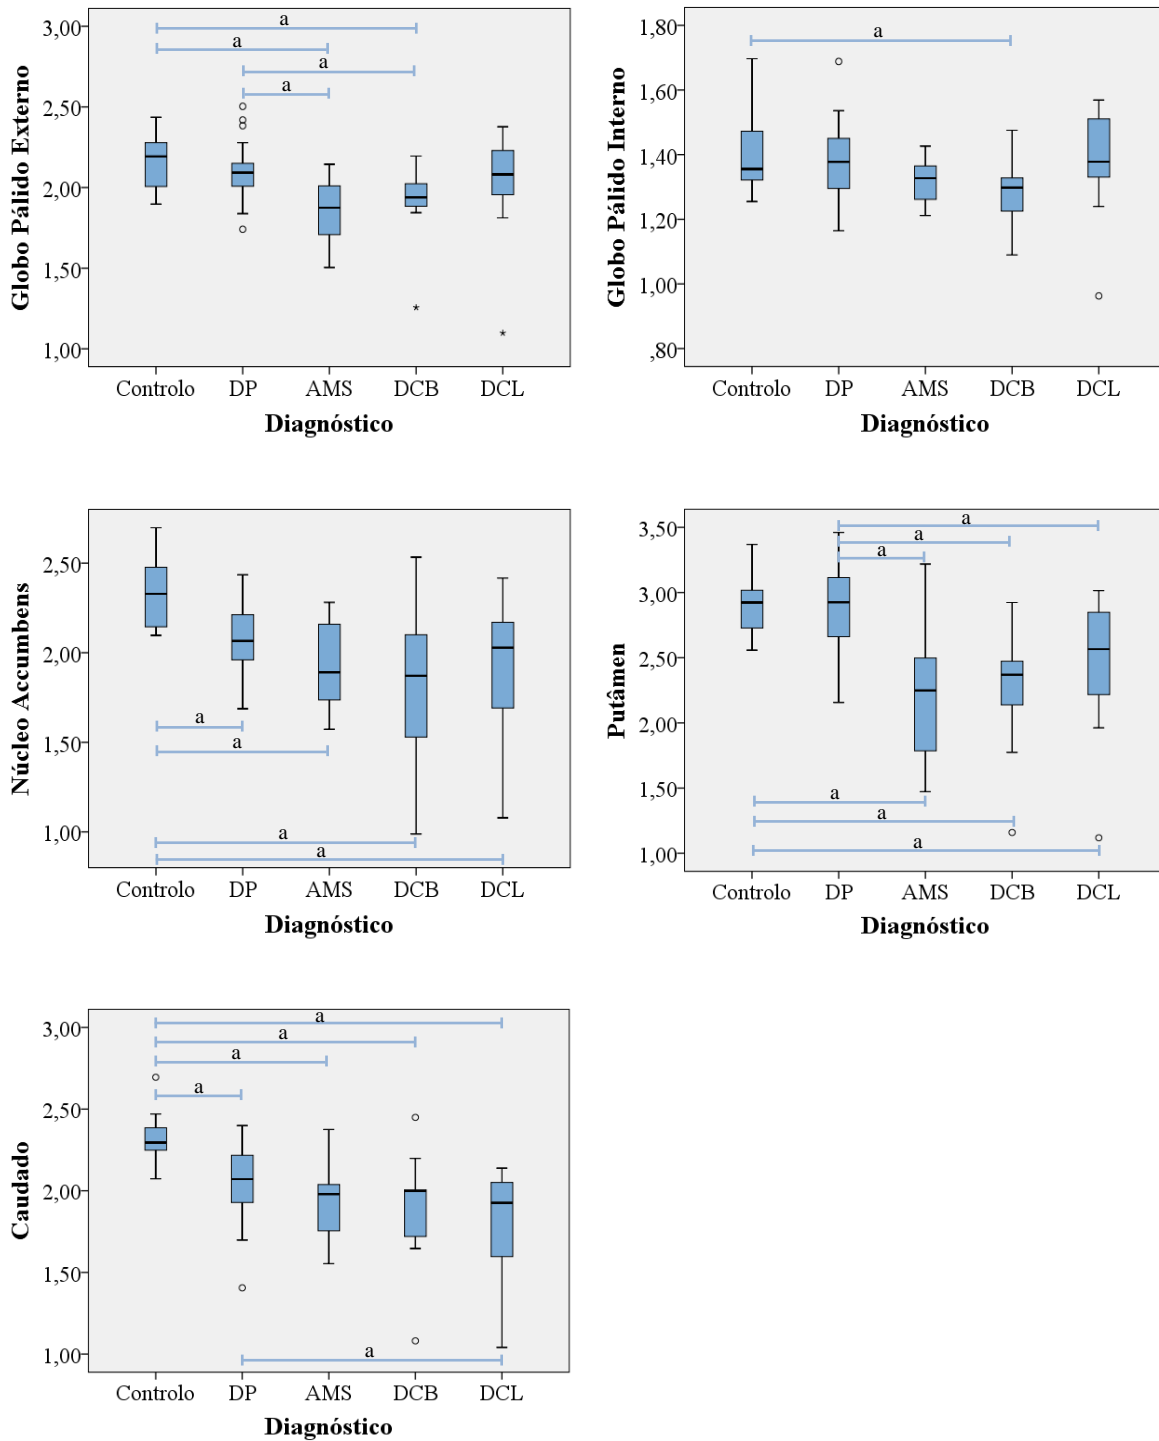 3,00
2,50
2,00
1,50
1,00
Globo Pálido Externo
a
a
a
a
Controlo DP AMS DCB DCL
Diagnóstico
1,80
1,60
1,40
1,20
1,00
,80
Globo Pálido Interno
a
Controlo DP AMS DCB DCL
Diagnóstico
2,50
2,00
1,50
1,00
Núcleo Accumbens
a
a
a
a
Controlo DP AMS DCB DCL
Diagnóstico
3,50
3,00
2,50
2,00
1,50
1,00
Putâmen
a
a
a
a
a
a
Controlo DP AMS DCB DCL
Diagnóstico
3,00
2,50
2,00
1,50
1,00
Caudado
a
a
a
a
a
Controlo DP AMS DCB DCL
Diagnóstico